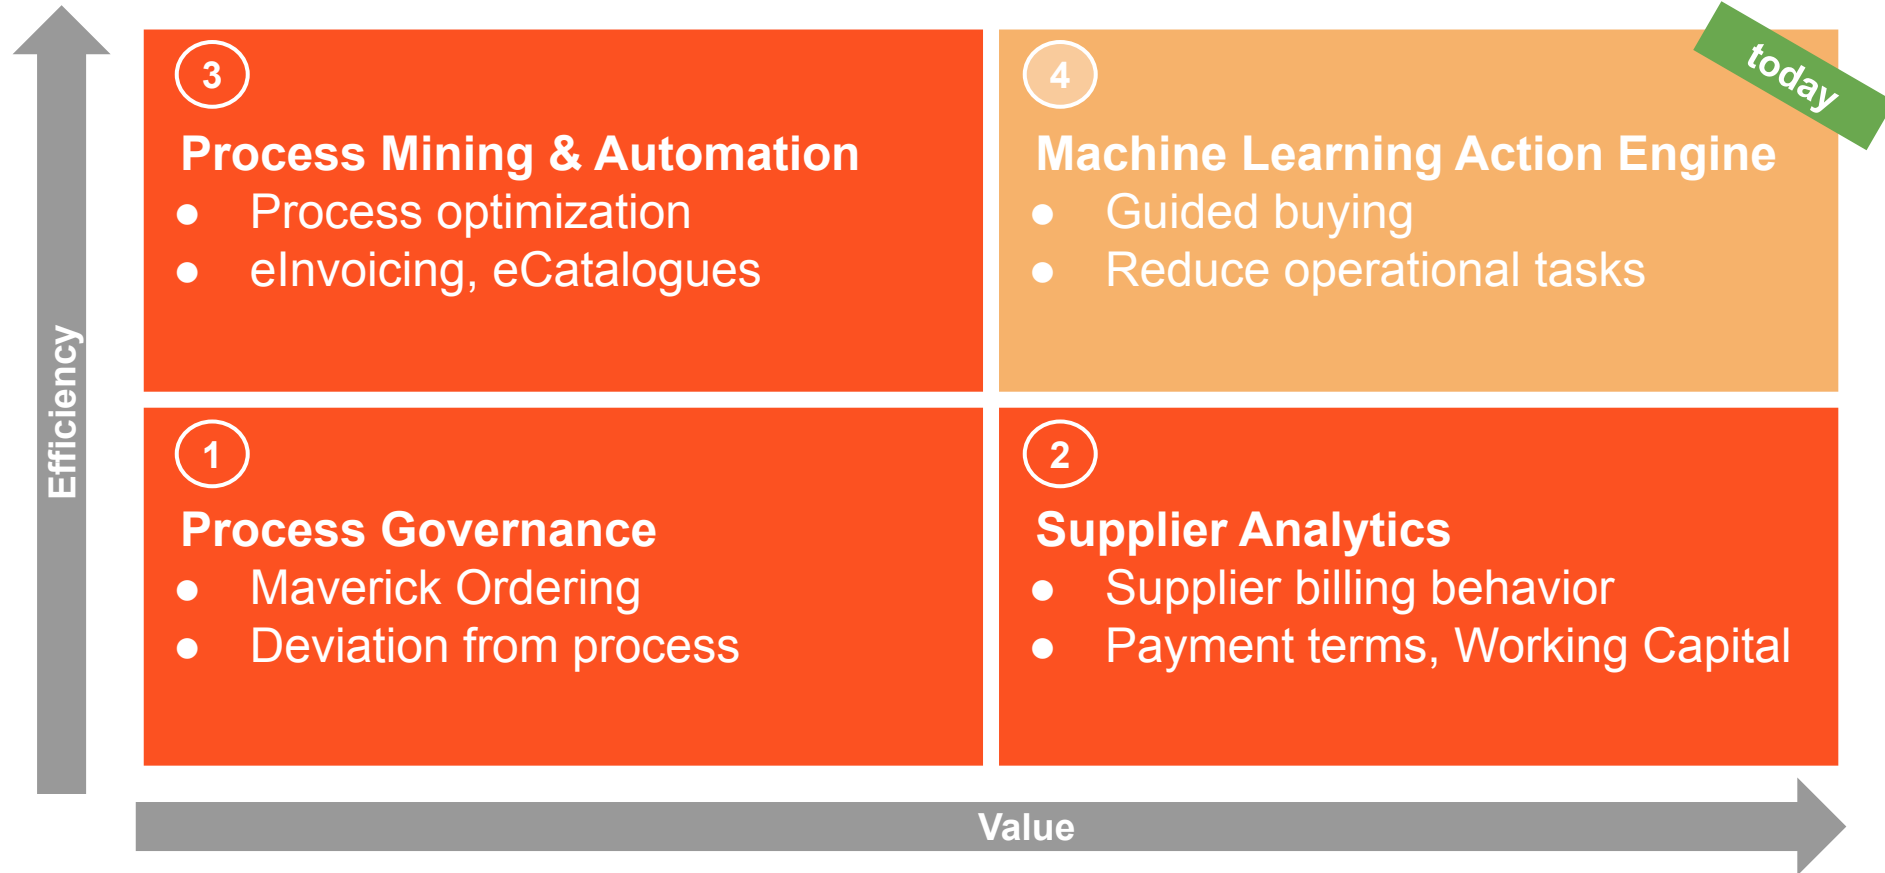 3
Process Mining & Automation
● Process optimization
● eInvoicing, eCatalogues
4
today
Machine Learning Action Engine
● Guided buying
● Reduce operational tasks
Efficiency
1
Process Governance
● Maverick Ordering
● Deviation from process
2
Supplier Analytics
● Supplier billing behavior
● Payment terms, Working Capital
Value